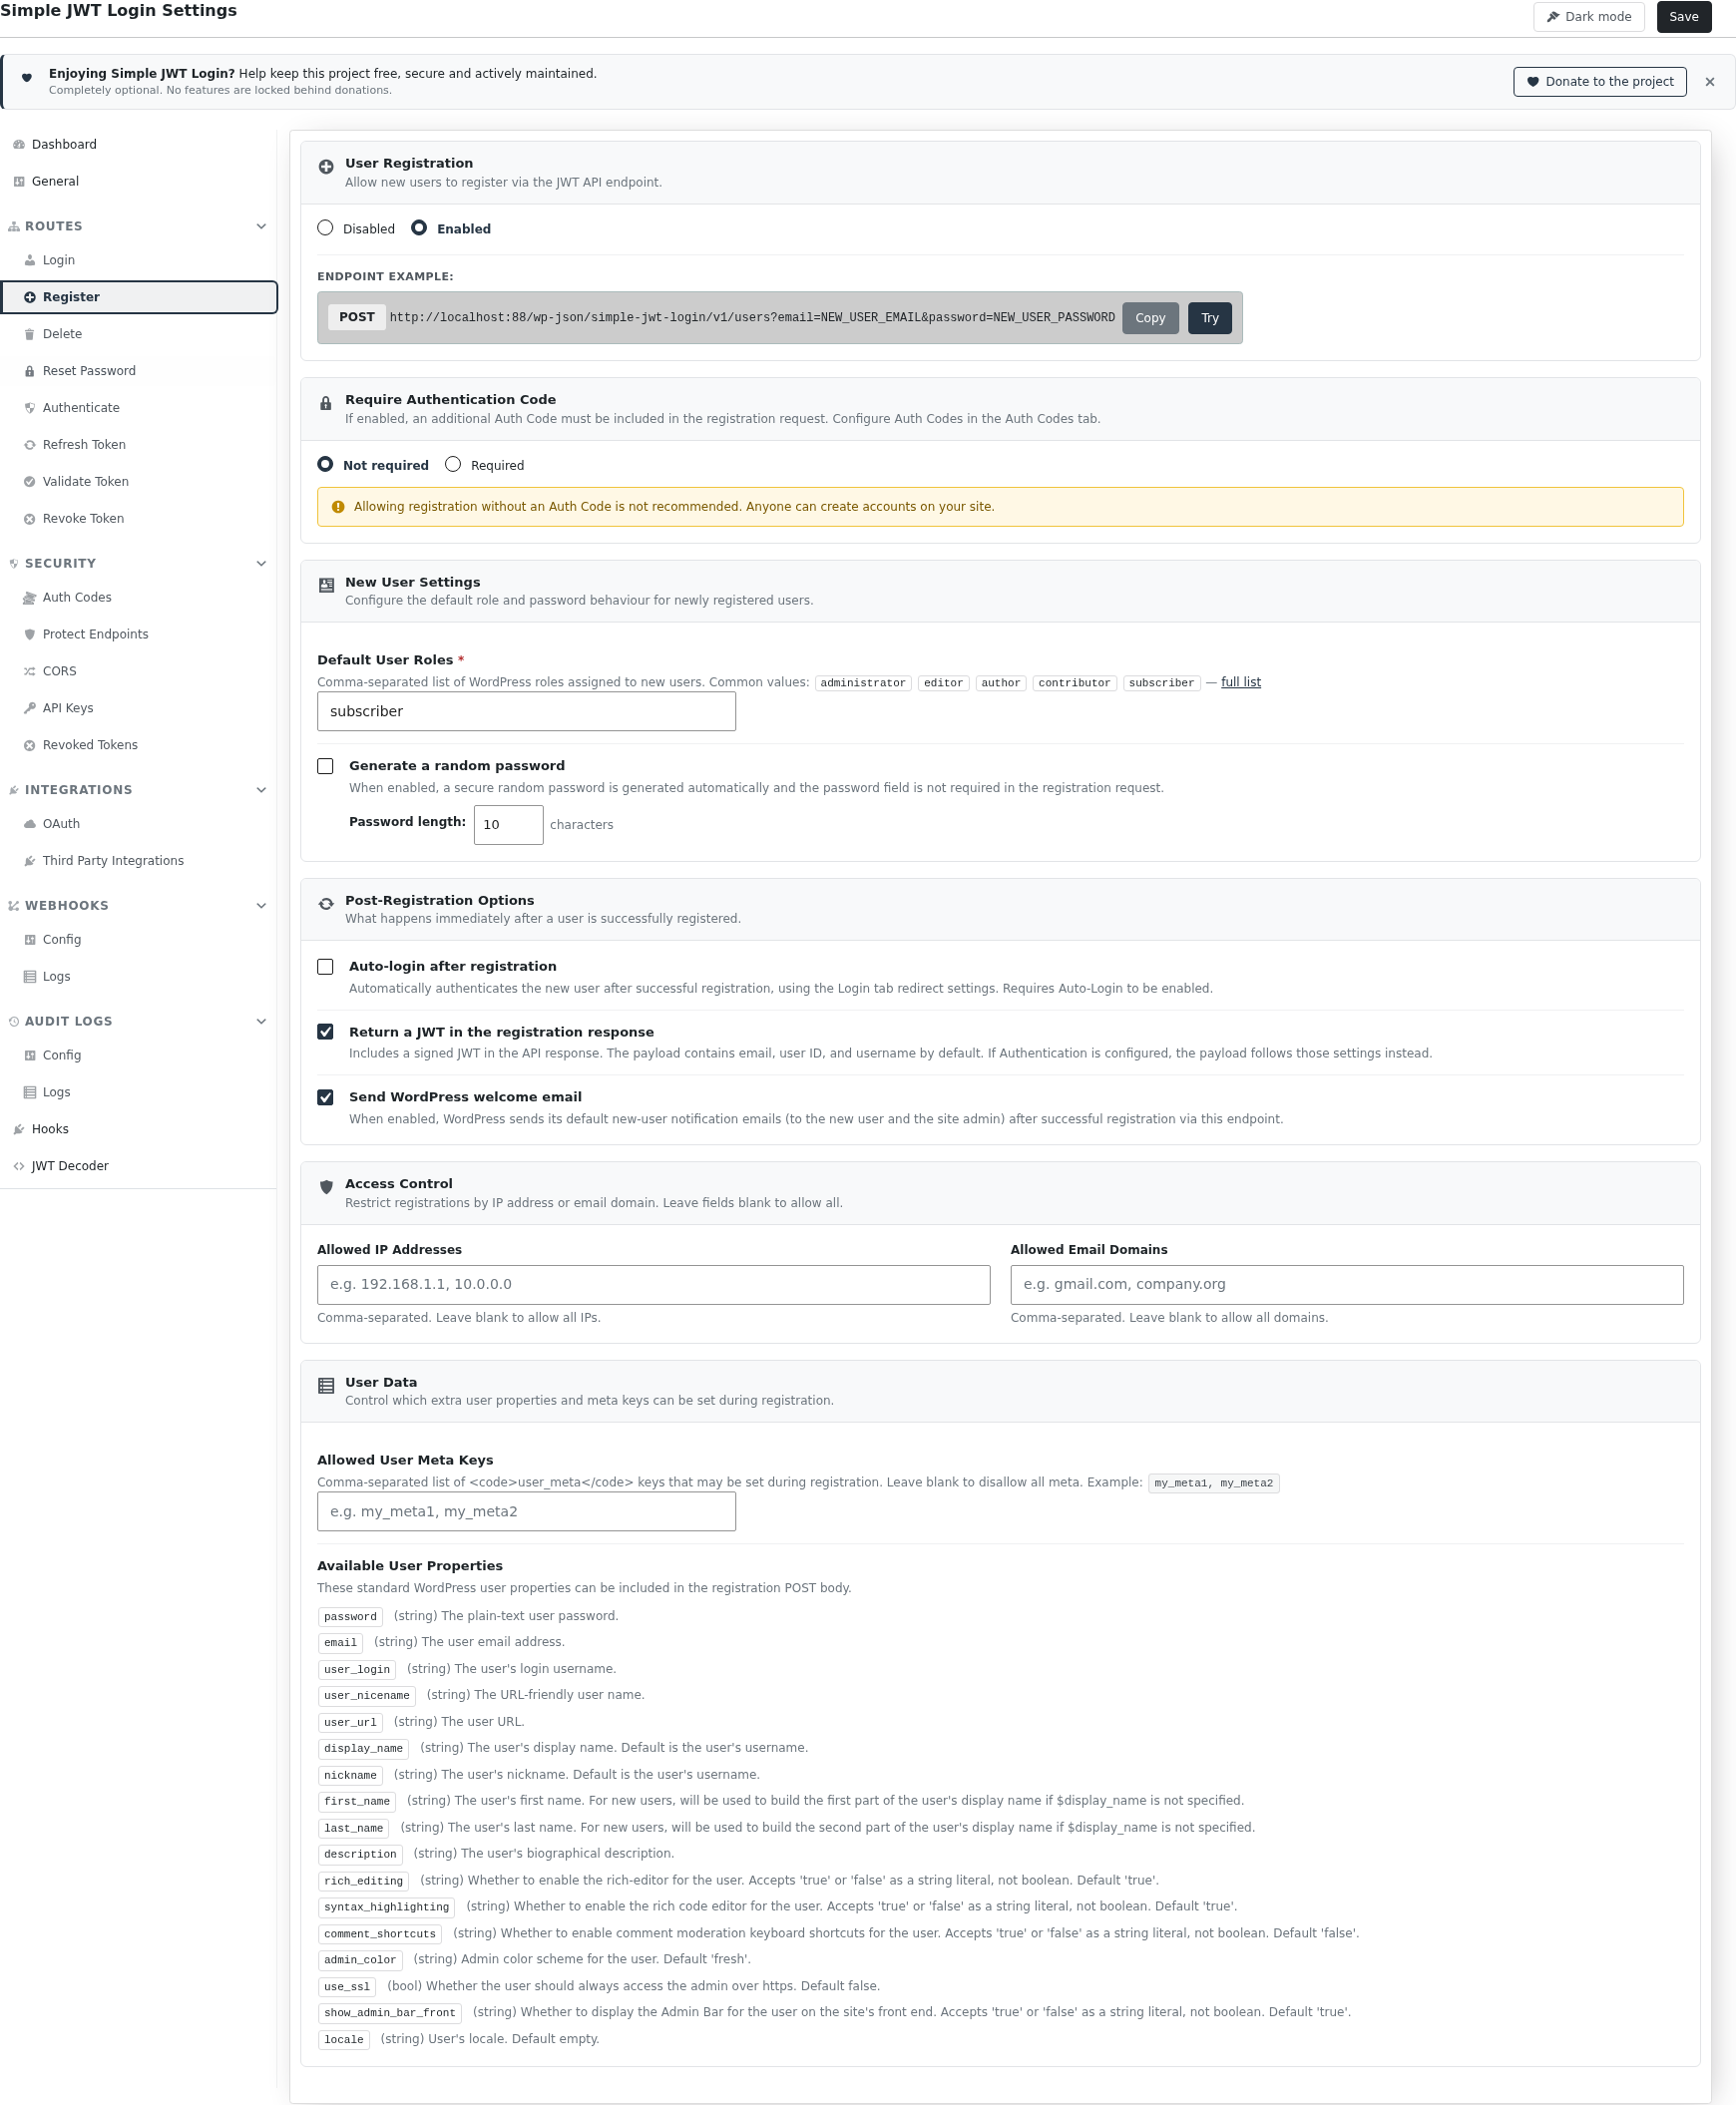 Simple JWT Login Settings
Dark mode
Save
Enjoying Simple JWT Login? Help keep this project free, secure and actively maintained.
Completely optional. No features are locked behind donations.
Donate to the project
Dashboard
General
ROUTES
Login
Register
Delete
Reset Password
Authenticate
Refresh Token
Validate Token
Revoke Token
SECURITY
Auth Codes
Protect Endpoints
CORS
API Keys
Revoked Tokens
INTEGRATIONS
OAuth
Third Party Integrations
WEBHOOKS
Config
Logs
AUDIT LOGS
Config
Logs
Hooks
JWT Decoder
User Registration
Allow new users to register via the JWT API endpoint.
Disabled Enabled
ENDPOINT EXAMPLE:
POST http://localhost:88/wp-json/simple-jwt-login/v1/users?email=NEW_USER_EMAIL&password=NEW_USER_PASSWORD Copy Try
Require Authentication Code
If enabled, an additional Auth Code must be included in the registration request. Configure Auth Codes in the Auth Codes tab.
Not required Required
Allowing registration without an Auth Code is not recommended. Anyone can create accounts on your site.
New User Settings
Configure the default role and password behaviour for newly registered users.
Default User Roles *
Comma-separated list of WordPress roles assigned to new users. Common values: administrator editor author contributor subscriber — full list
subscriber
Generate a random password
When enabled, a secure random password is generated automatically and the password field is not required in the registration request.
Password length: 10 characters
Post-Registration Options
What happens immediately after a user is successfully registered.
Auto-login after registration
Automatically authenticates the new user after successful registration, using the Login tab redirect settings. Requires Auto-Login to be enabled.
Return a JWT in the registration response
Includes a signed JWT in the API response. The payload contains email, user ID, and username by default. If Authentication is configured, the payload follows those settings instead.
Send WordPress welcome email
When enabled, WordPress sends its default new-user notification emails (to the new user and the site admin) after successful registration via this endpoint.
Access Control
Restrict registrations by IP address or email domain. Leave fields blank to allow all.
Allowed IP Addresses
e.g. 192.168.1.1, 10.0.0.0
Comma-separated. Leave blank to allow all IPs.
Allowed Email Domains
e.g. gmail.com, company.org
Comma-separated. Leave blank to allow all domains.
User Data
Control which extra user properties and meta keys can be set during registration.
Allowed User Meta Keys
Comma-separated list of <code>user_meta</code> keys that may be set during registration. Leave blank to disallow all meta. Example: my_meta1, my_meta2
e.g. my_meta1, my_meta2
Available User Properties
These standard WordPress user properties can be included in the registration POST body.
password (string) The plain-text user password.
email (string) The user email address.
user_login (string) The user's login username.
user_nicename (string) The URL-friendly user name.
user_url (string) The user URL.
display_name (string) The user's display name. Default is the user's username.
nickname (string) The user's nickname. Default is the user's username.
first_name (string) The user's first name. For new users, will be used to build the first part of the user's display name if $display_name is not specified.
last_name (string) The user's last name. For new users, will be used to build the second part of the user's display name if $display_name is not specified.
description (string) The user's biographical description.
rich_editing (string) Whether to enable the rich-editor for the user. Accepts 'true' or 'false' as a string literal, not boolean. Default 'true'.
syntax_highlighting (string) Whether to enable the rich code editor for the user. Accepts 'true' or 'false' as a string literal, not boolean. Default 'true'.
comment_shortcuts (string) Whether to enable comment moderation keyboard shortcuts for the user. Accepts 'true' or 'false' as a string literal, not boolean. Default 'false'.
admin_color (string) Admin color scheme for the user. Default 'fresh'.
use_ssl (bool) Whether the user should always access the admin over https. Default false.
show_admin_bar_front (string) Whether to display the Admin Bar for the user on the site's front end. Accepts 'true' or 'false' as a string literal, not boolean. Default 'true'.
locale (string) User's locale. Default empty.